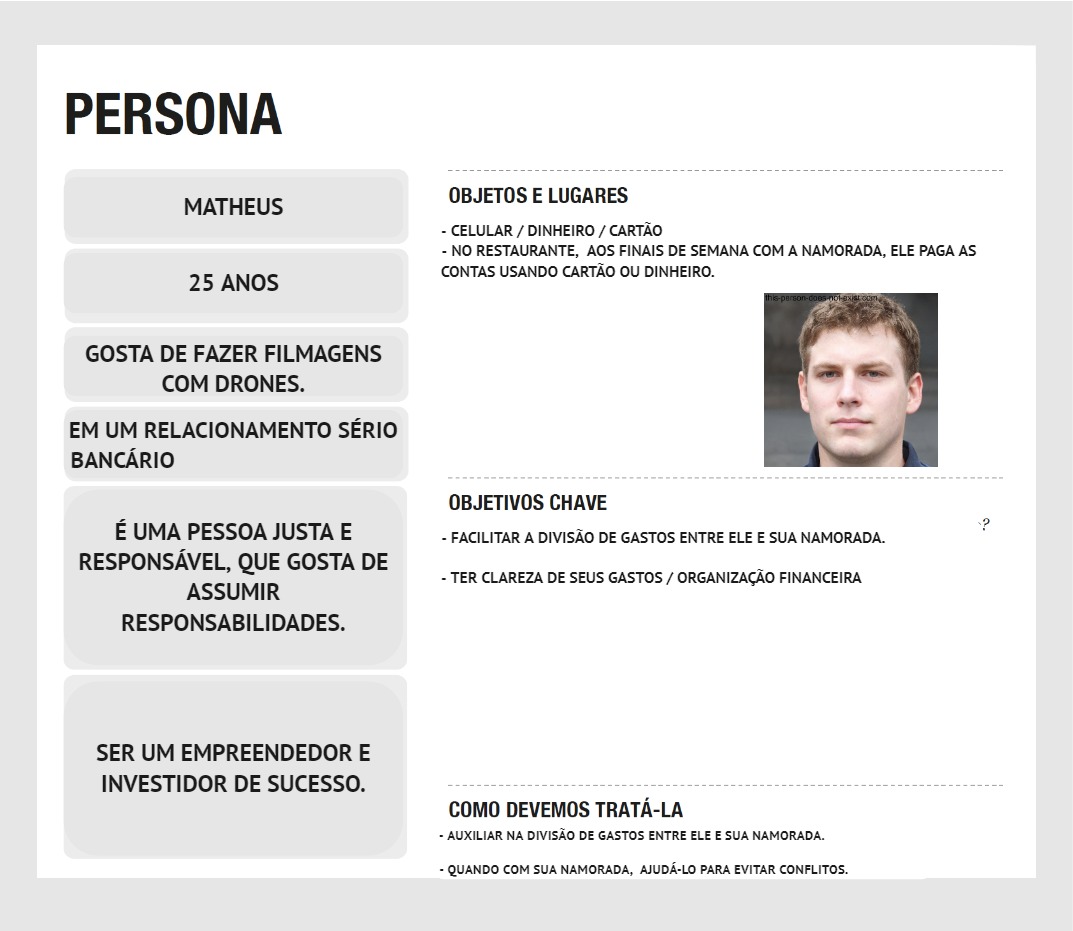 PERSONA
MATHEUS
25 ANOS
GOSTA DE FAZER FILMAGENS
COM DRONES.
EM UM RELACIONAMENTO SÉRIO
BANCÁRIO
É UMA PESSOA JUSTA E
RESPONSÁVEL, QUE GOSTA DE
ASSUMIR
RESPONSABILIDADES.
SER UM EMPREENDEDOR E
INVESTIDOR DE SUCESSO.
OBJETOS E LUGARES
- CELULAR / DINHEIRO / CARTÃO
- NO RESTAURANTE, AOS FINAIS DE SEMANA COM A NAMORADA, ELE PAGA AS
CONTAS USANDO CARTÃO OU DINHEIRO.
this-person-does-not-exist.com
OBJETIVOS CHAVE
?
- FACILITAR A DIVISÃO DE GASTOS ENTRE ELE E SUA NAMORADA.
- TER CLAREZA DE SEUS GASTOS / ORGANIZAÇÃO FINANCEIRA
COMO DEVEMOS TRATÁ-LA
- AUXILIAR NA DIVISÃO DE GASTOS ENTRE ELE E SUA NAMORADA.
- QUANDO COM SUA NAMORADA, AJUDÁ-LO PARA EVITAR CONFLITOS.